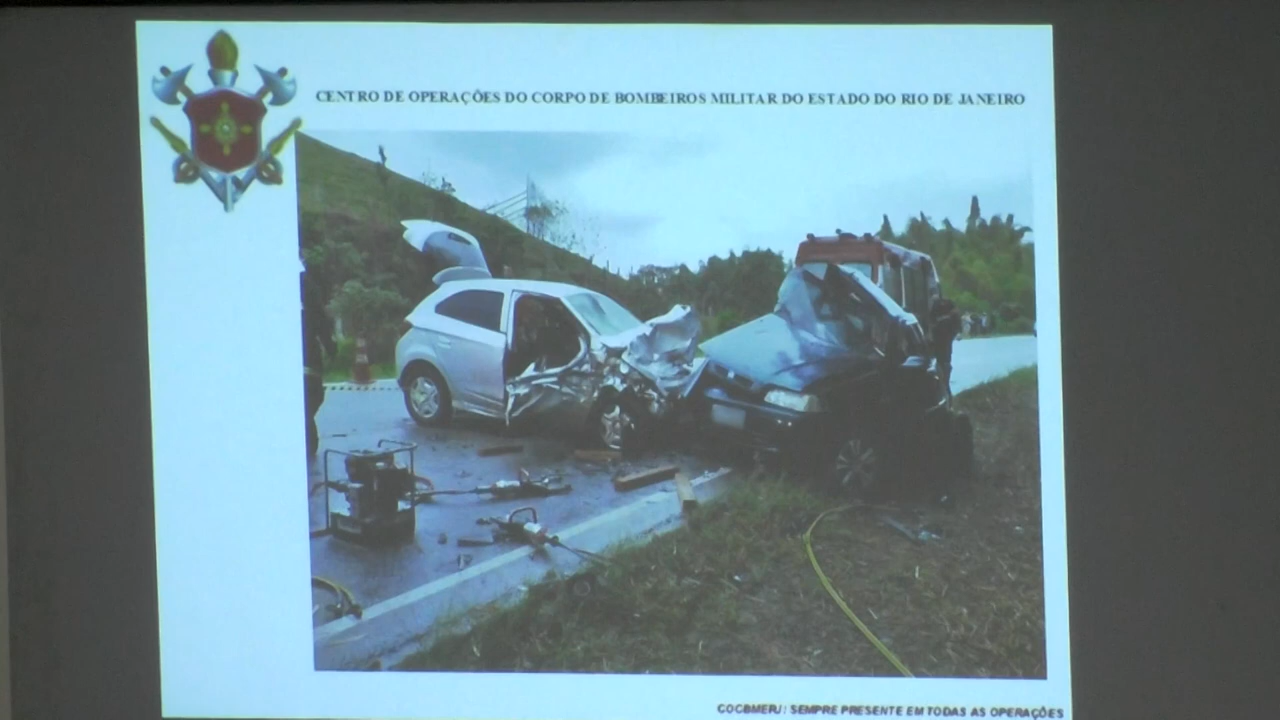 CENTRO DE OPERAÇÕES DO CORPO DE BOMBEIROS MILITAR DO ESTADO DO RIO DE JANEIRO
COCBMERJ: SEMPRE PRESENTE EM TODAS AS OPERAÇÕES